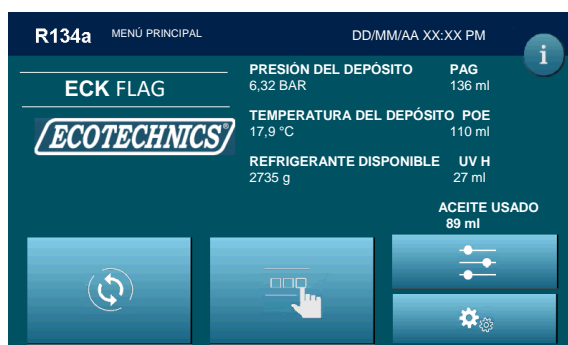 R134a MENÚ PRINCIPAL DD/MM/AA XX:XX PM
i
ECK FLAG
ECOTECHNICS®
PRESIÓN DEL DEPÓSITO PAG
6,32 BAR 136 ml
TEMPERATURA DEL DEPÓSITO POE
17,9 °C 110 ml
REFRIGERANTE DISPONIBLE UV H
2735 g 27 ml
ACEITE USADO
89 ml